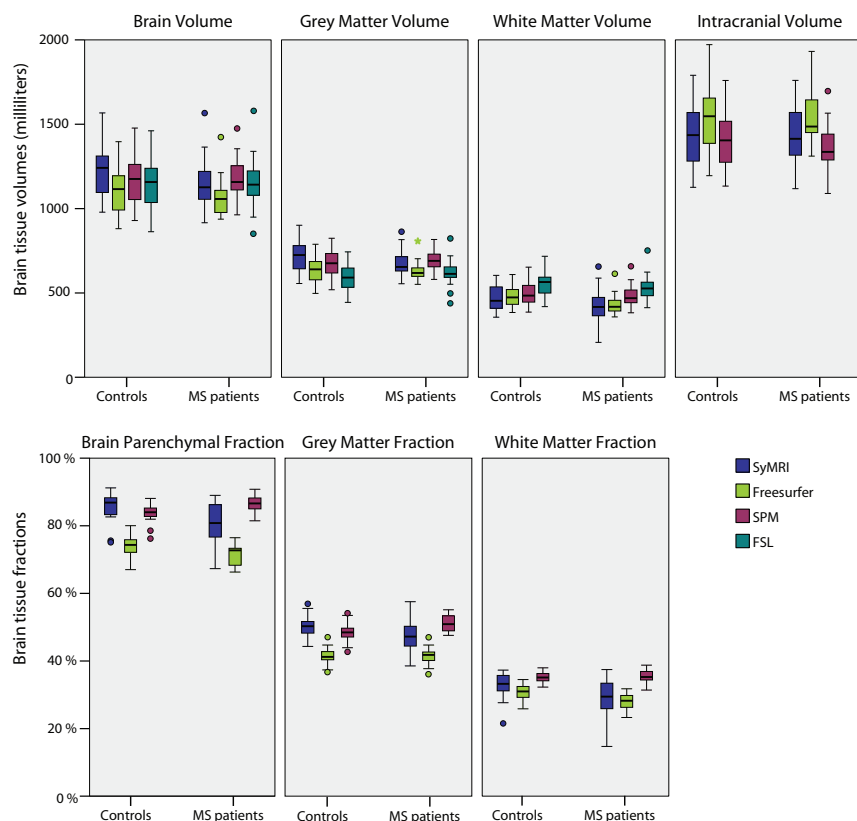 Brain Volume
Grey Matter Volume
White Matter Volume
Intracranial Volume
Brain tissue volumes (milliliters)
2000
1500
1000
500
0
Controls
MS patients
Controls
MS patients
Controls
MS patients
Controls
MS patients
Brain Parenchymal Fraction
Grey Matter Fraction
White Matter Fraction
Brain tissue fractions
100 %
80 %
60 %
40 %
20 %
0 %
Controls
MS patients
Controls
MS patients
Controls
MS patients
SyMRI
Freesurfer
SPM
FSL